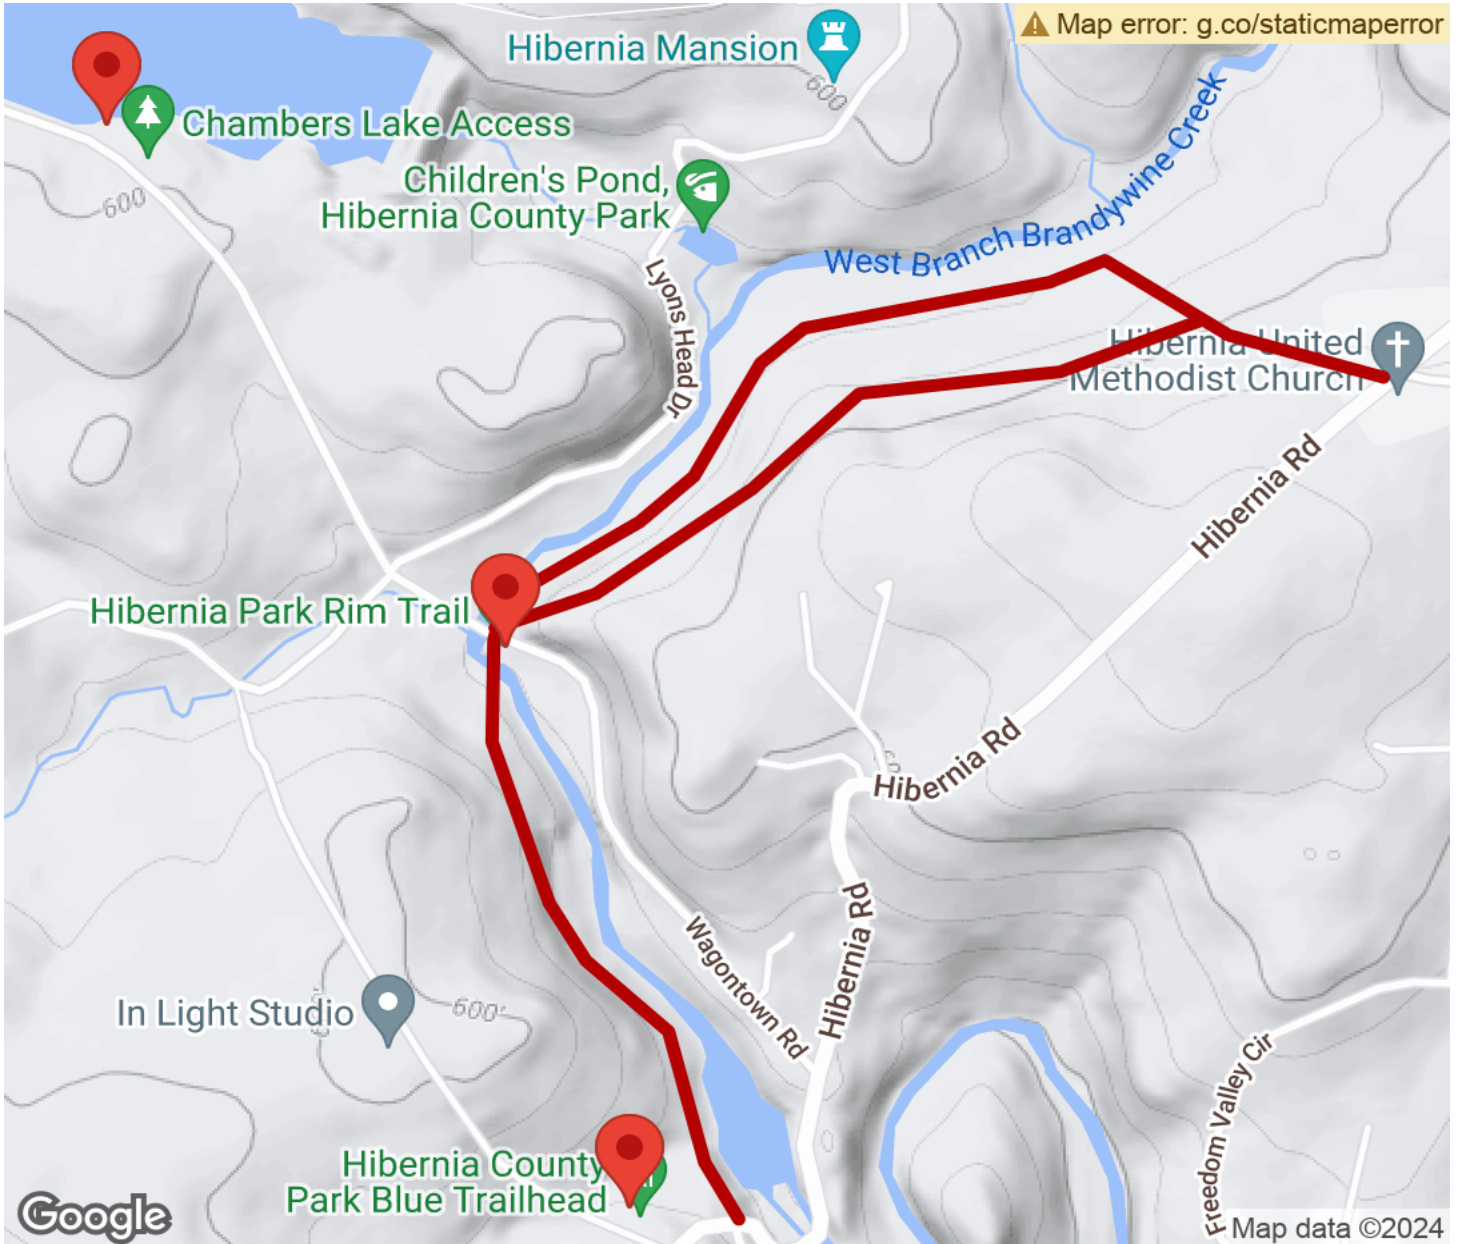 Map error: g.co/staticmaperror
Hibernia Mansion
600
Chambers Lake Access
Children's Pond,
Hibernia County Park
600
West Branch Brandywine Creek
Lyons Head Dr
Hibernia United
Methodist Church
Hibernia Rd
Hibernia Park Rim Trail
Hibernia Rd
Hibernia Rd
Wagontown Rd
In Light Studio
600'
Freedom Valley Cir
Hibernia County
Park Blue Trailhead
Google
Map data ©2024